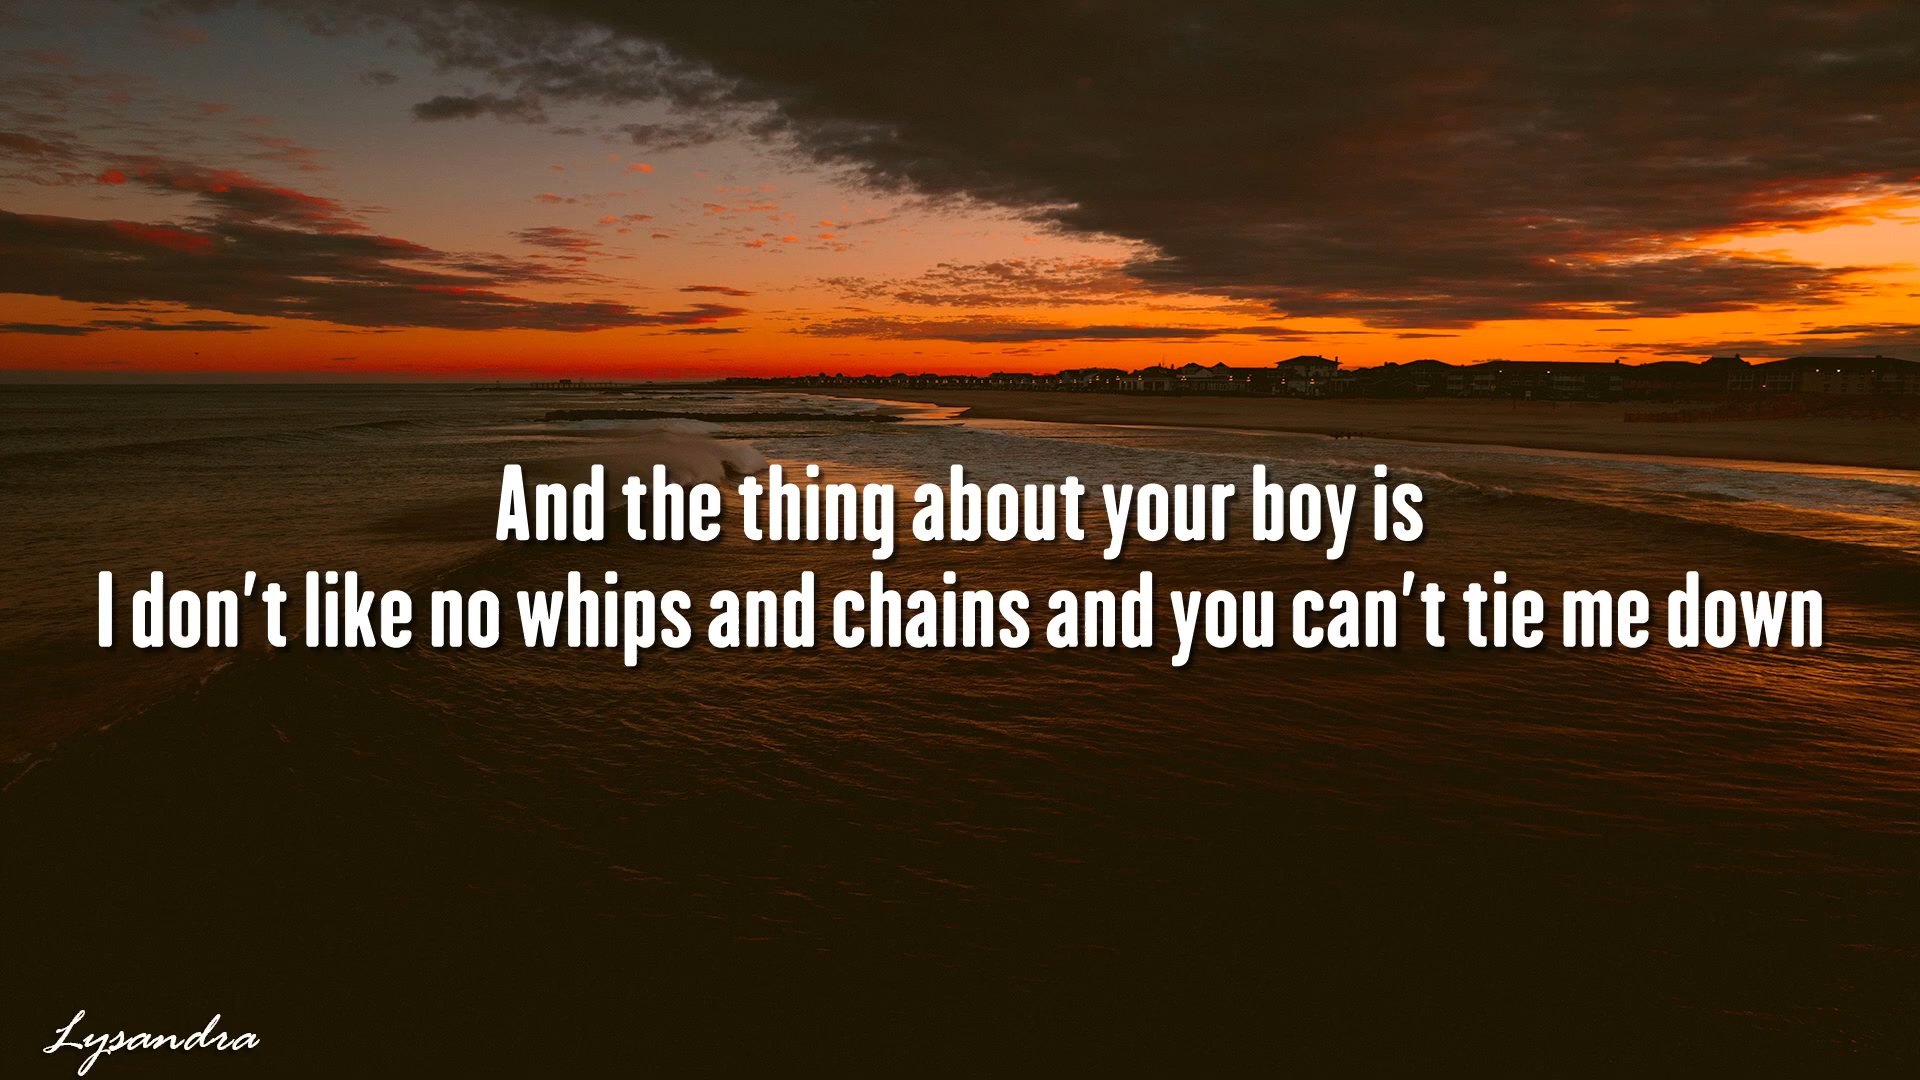 And the thing about your boy is
I don't like no whips and chains and you can't tie me down
Lysandra